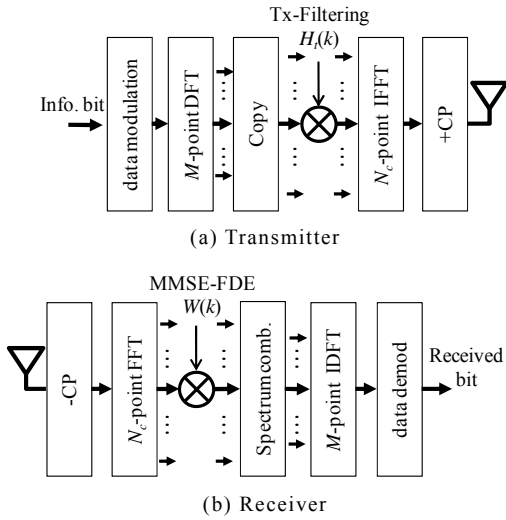 Tx-Filtering
Ht(k)
Info. bit
data modulation
M-point DFT
Copy
Nc-point IFFT
+CP
(a) Transmitter
MMSE-FDE
W(k)
-CP
Nc-point FFT
Spectrum comb.
M-point IDFT
data demod
Received
bit
(b) Receiver